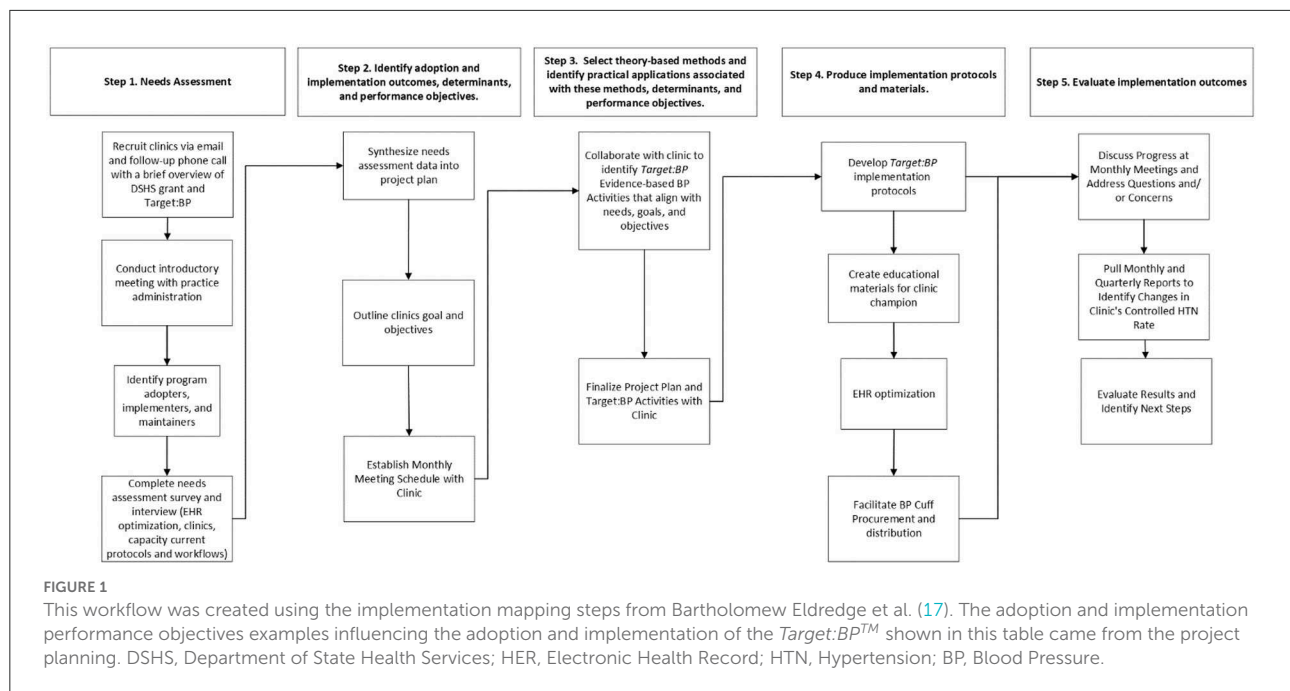 Step 1. Needs Assessment
Step 2. Identify adoption and
implementation outcomes, determinants,
and performance objectives.
Step 3.  Select theory-based methods and
identify practical applications associated
with these methods, determinants, and
performance objectives.
Step 4. Produce implementation protocols
and materials.
Step 5. Evaluate implementation outcomes
Recruit clinics via email
and follow-up phone call
with a brief overview of
DSHS grant and
Target:BP
Conduct introductory
meeting with practice
administration
Identify program
adopters,
implementers, and
maintainers
Complete needs
assessment survey and
interview (EHR
optimization, clinics,
capacity current
protocols and workflows)
Synthesize needs
assessment data into
project plan
Outline clinics goal and
objectives
Establish Monthly
Meeting Schedule with
Clinic
Collaborate with clinic to
identify Target:BP
Evidence-based BP
Activities that align with
needs, goals, and
objectives
Finalize Project Plan and
Target:BP Activities with
Clinic
Develop Target:BP
implementation
protocols
Create educational
materials for clinic
champion
EHR optimization
Facilitate BP Cuff
Procurement and
distribution
Discuss Progress at
Monthly Meetings and
Address Questions and/
or Concerns
Pull Monthly and
Quarterly Reports to
Identify Changes in
Clinic's Controlled HTN
Rate
Evaluate Results and
Identify Next Steps
FIGURE 1
This workflow was created using the implementation mapping steps from Bartholomew Eldredge et al. (17). The adoption and implementation
performance objectives examples influencing the adoption and implementation of the Target:BP™ shown in this table came from the project
planning. DSHS, Department of State Health Services; HER, Electronic Health Record; HTN, Hypertension; BP, Blood Pressure.